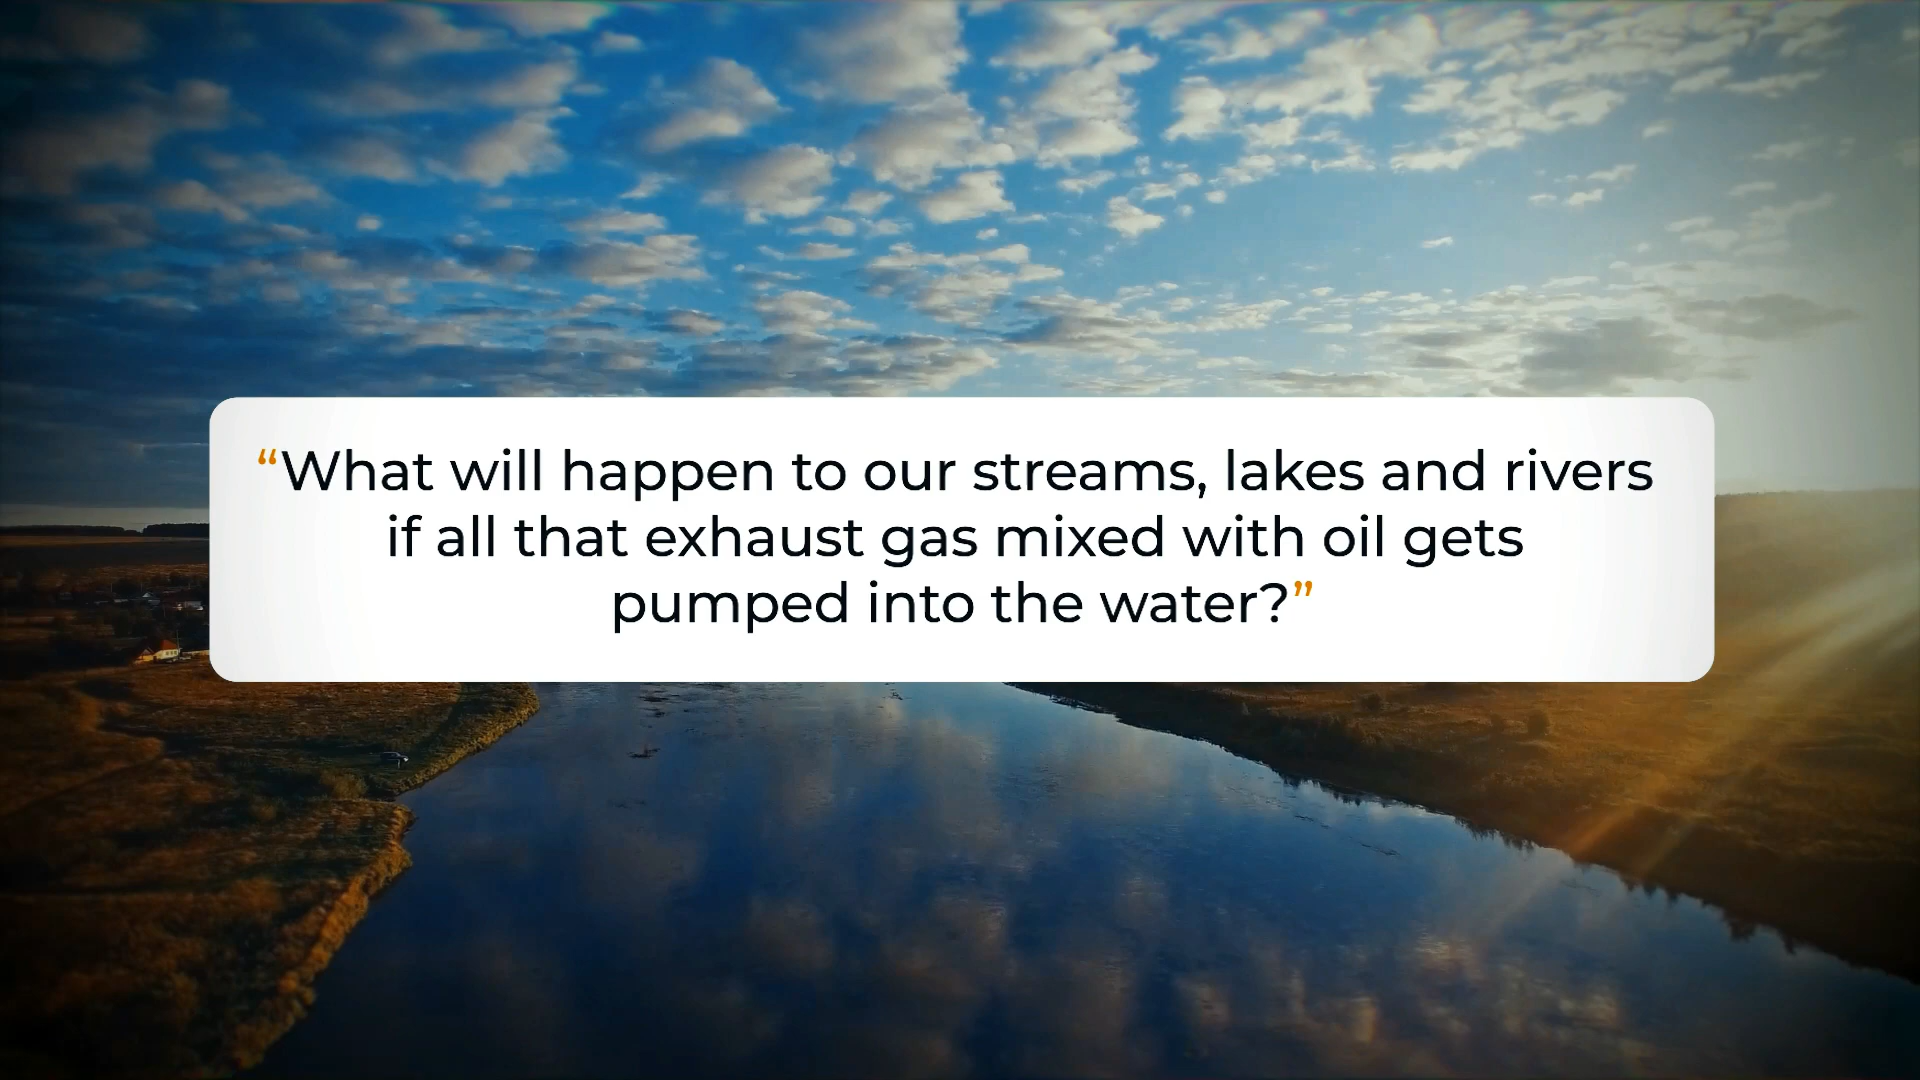 “What will happen to our streams, lakes and rivers
if all that exhaust gas mixed with oil gets
pumped into the water?”